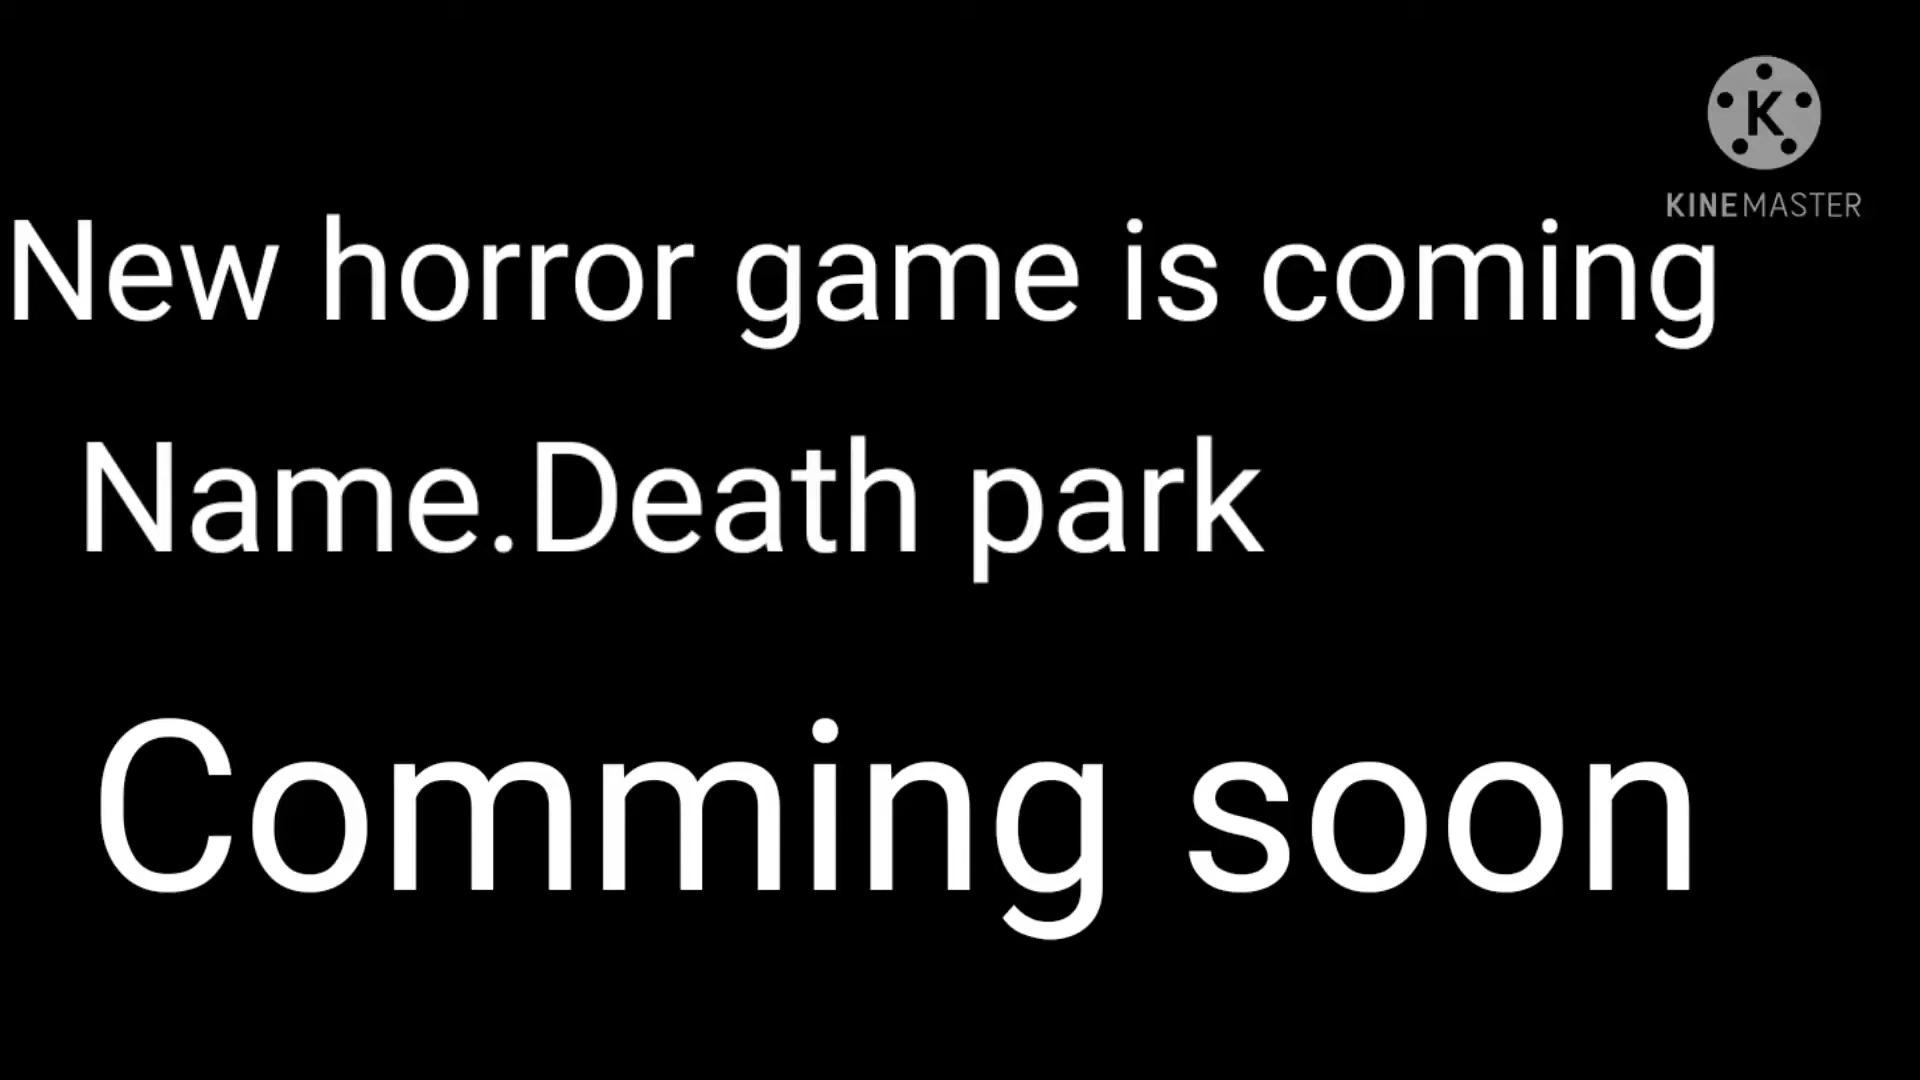 K
KINEMASTER
New horror game is coming
Name.Death park
Comming soon